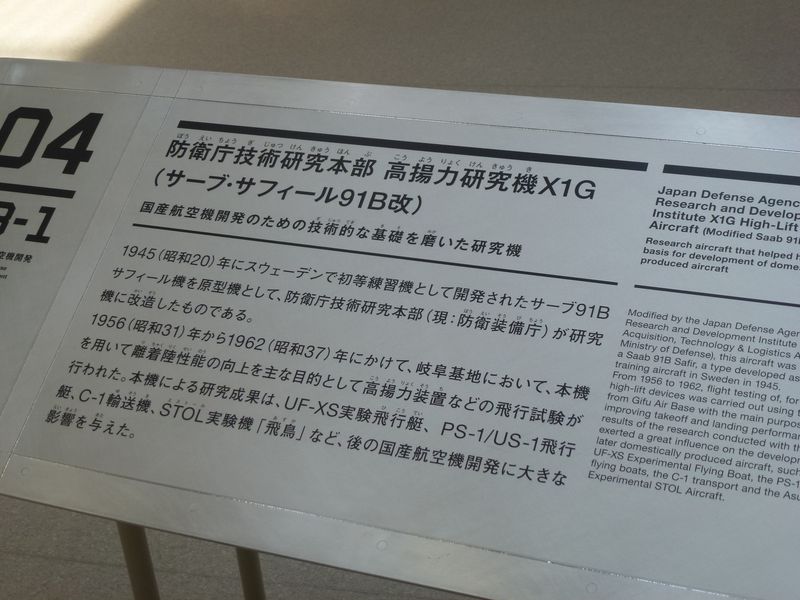 04
B-1
空機開発
防衛庁技術研究本部 高揚力研究機X1G
(サーブ・サフィール91B改)
国産航空機開発のための技術的な基礎を磨いた研究機
1945(昭和20)年にスウェーデンで初等練習機として開発されたサーブ91B
サフィール機を原型機として、防衛庁技術研究本部(現:防衛装備庁)が研究
機に改造したものである。
1956(昭和31)年から1962(昭和37)年にかけて、岐阜基地において、本機
を用いて離着陸性能の向上を主な目的として高揚力装置などの飛行試験が
行われた。本機による研究成果は、UF-XS実験飛行艇、PS-1/US-1飛行
艇、C-1輸送機、STOL実験機「飛鳥」など、後の国産航空機開発に大きな
影響を与えた。
Japan Defense Agency
Research and Develop
Institute X1G High-Lift
Aircraft (Modified Saab 91B
Research aircraft that helped
basis for development of domes
produced aircraft
Modified by the Japan Defense Agen
Research and Development Institute
Acquisition, Technology & Logistics A
Ministry of Defense), this aircraft was
a Saab 91B Safir, a type developed as
training aircraft in Sweden in 1945.
From 1956 to 1962, flight testing of, for
high-lift devices was carried out using t
from Gifu Air Base with the main purpos
improving takeoff and landing performan
results of the research conducted with th
exerted a great influence on the develop
later domestically produced aircraft, such
UF-XS Experimental Flying Boat, the PS-1
flying boats, the C-1 transport and the Asu
Experimental STOL Aircraft.